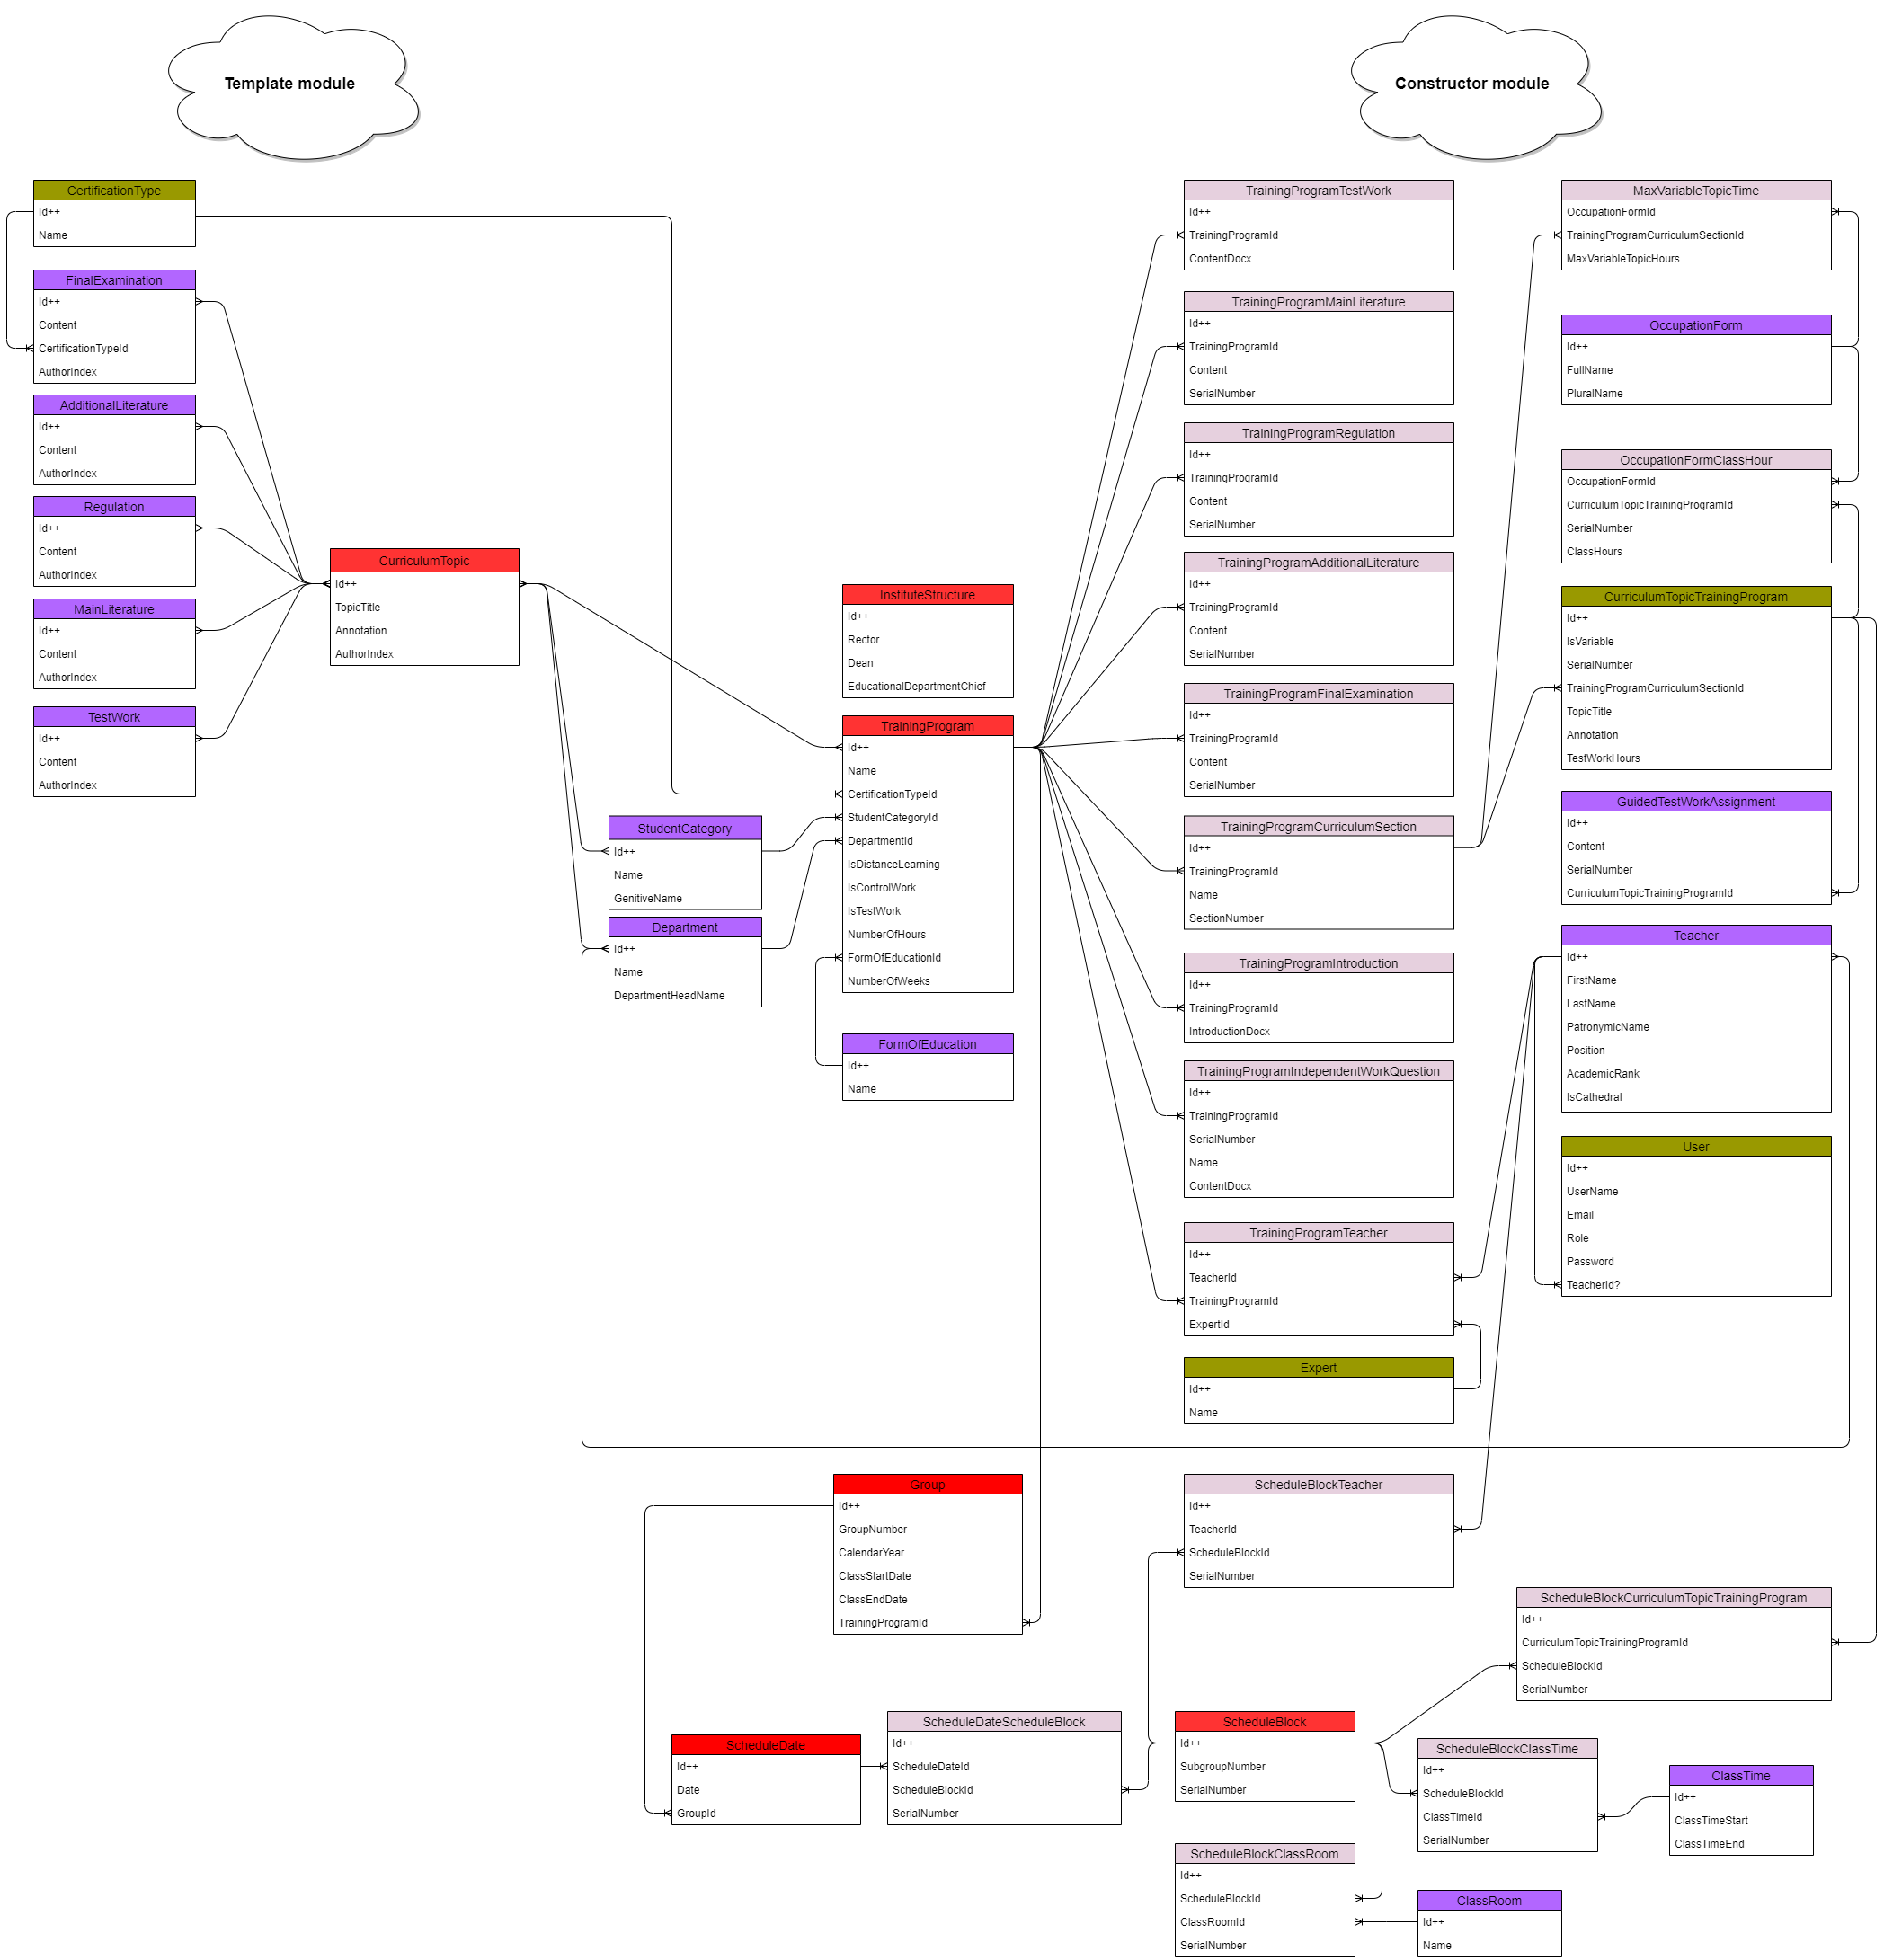 Template module
Constructor module
CertificationType
Id++
Name
FinalExamination
Id++
Content
CertificationTypeId
AuthorIndex
AdditionalLiterature
Id++
Content
AuthorIndex
Regulation
Id++
Content
AuthorIndex
MainLiterature
Id++
Content
AuthorIndex
TestWork
Id++
Content
AuthorIndex
CurriculumTopic
Id++
TopicTitle
Annotation
AuthorIndex
StudentCategory
Id++
Name
GenitiveName
Department
Id++
Name
DepartmentHeadName
InstituteStructure
Id++
Rector
Dean
EducationalDepartmentChief
TrainingProgram
Id++
Name
CertificationTypeId
StudentCategoryId
DepartmentId
IsDistanceLearning
IsControlWork
IsTestWork
NumberOfHours
FormOfEducationId
NumberOfWeeks
FormOfEducation
Id++
Name
TrainingProgramTestWork
Id++
TrainingProgramId
ContentDocx
TrainingProgramMainLiterature
Id++
TrainingProgramId
Content
SerialNumber
TrainingProgramRegulation
Id++
TrainingProgramId
Content
SerialNumber
TrainingProgramAdditionalLiterature
Id++
TrainingProgramId
Content
SerialNumber
TrainingProgramFinalExamination
Id++
TrainingProgramId
Content
SerialNumber
TrainingProgramCurriculumSection
Id++
TrainingProgramId
Name
SectionNumber
TrainingProgramIntroduction
Id++
TrainingProgramId
IntroductionDocx
TrainingProgramIndependentWorkQuestion
Id++
TrainingProgramId
SerialNumber
Name
ContentDocx
TrainingProgramTeacher
Id++
TeacherId
TrainingProgramId
ExpertId
Expert
Id++
Name
MaxVariableTopicTime
OccupationFormId
TrainingProgramCurriculumSectionId
MaxVariableTopicHours
OccupationForm
Id++
FullName
PluralName
OccupationFormClassHour
OccupationFormId
CurriculumTopicTrainingProgramId
SerialNumber
ClassHours
CurriculumTopicTrainingProgram
Id++
IsVariable
SerialNumber
TrainingProgramCurriculumSectionId
TopicTitle
Annotation
TestWorkHours
GuidedTestWorkAssignment
Id++
Content
SerialNumber
CurriculumTopicTrainingProgramId
Teacher
Id++
FirstName
LastName
PatronymicName
Position
AcademicRank
IsCathedral
User
Id++
UserName
Email
Role
Password
TeacherId?
Group
Id++
GroupNumber
CalendarYear
ClassStartDate
ClassEndDate
TrainingProgramId
ScheduleBlockTeacher
Id++
TeacherId
ScheduleBlockId
SerialNumber
ScheduleBlockCurriculumTopicTrainingProgram
Id++
CurriculumTopicTrainingProgramId
ScheduleBlockId
SerialNumber
ScheduleDate
Id++
Date
GroupId
ScheduleDateScheduleBlock
Id++
ScheduleDateId
ScheduleBlockId
SerialNumber
ScheduleBlock
Id++
SubgroupNumber
SerialNumber
ScheduleBlockClassTime
Id++
ScheduleBlockId
ClassTimeId
SerialNumber
ClassTime
Id++
ClassTimeStart
ClassTimeEnd
ScheduleBlockClassRoom
Id++
ScheduleBlockId
ClassRoomId
SerialNumber
ClassRoom
Id++
Name